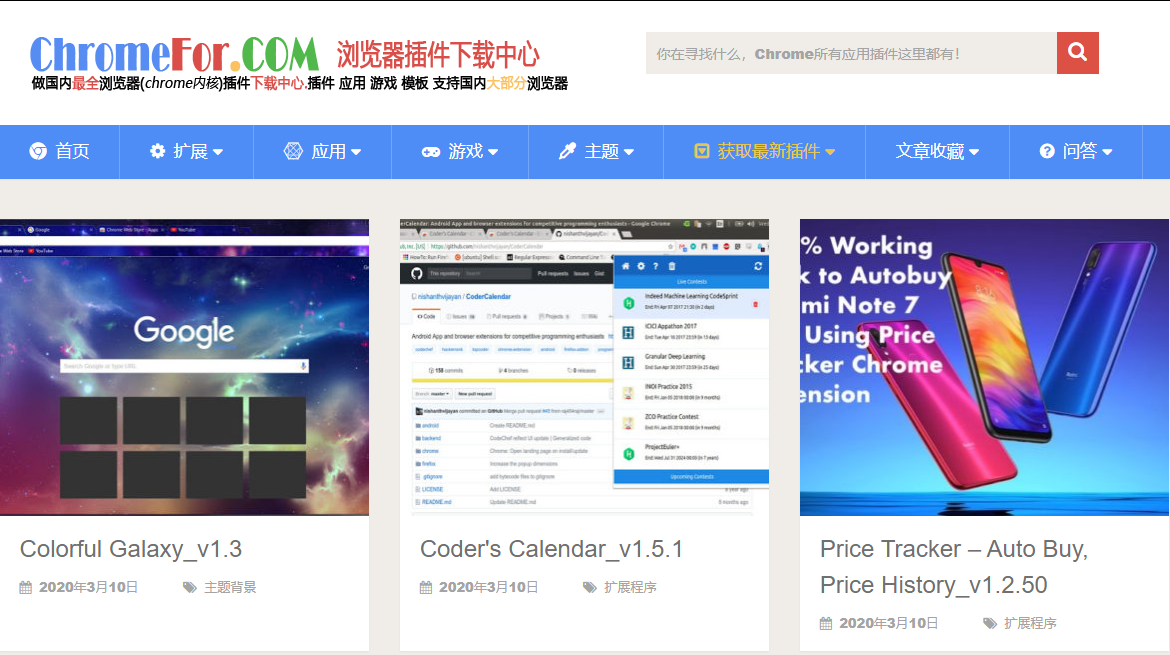 ChromeFor.COM 浏览器插件下载中心
做国内最全浏览器(chrome内核)插件下载中心.插件 应用 游戏 模板 支持国内大部分浏览器
你在寻找什么，Chrome所有应用插件这里都有！
首页 扩展 应用 游戏 主题 获取最新插件 文章收藏 问答
Google
Search Google or type URL
Colorful Galaxy_v1.3
2020年3月10日 主题背景
nishanthvijayan / CoderCalendar
Android App and browser extensions for competitive programming enthusiasts
Live Contests
Indeed Machine Learning CodeSprint
ICICI Appathon 2017
Granular Deep Learning
INOI Practice 2015
ZCO Practice Contest
ProjectEuler+
Upcoming Contests
android
backend
chrome
firefox
.gitignore
LICENSE
README.md
Coder's Calendar_v1.5.1
2020年3月10日 扩展程序
% Working
k to Autobuy
mi Note 7
Using Price
cker Chrome
ension
Price Tracker – Auto Buy,
Price History_v1.2.50
2020年3月10日 扩展程序